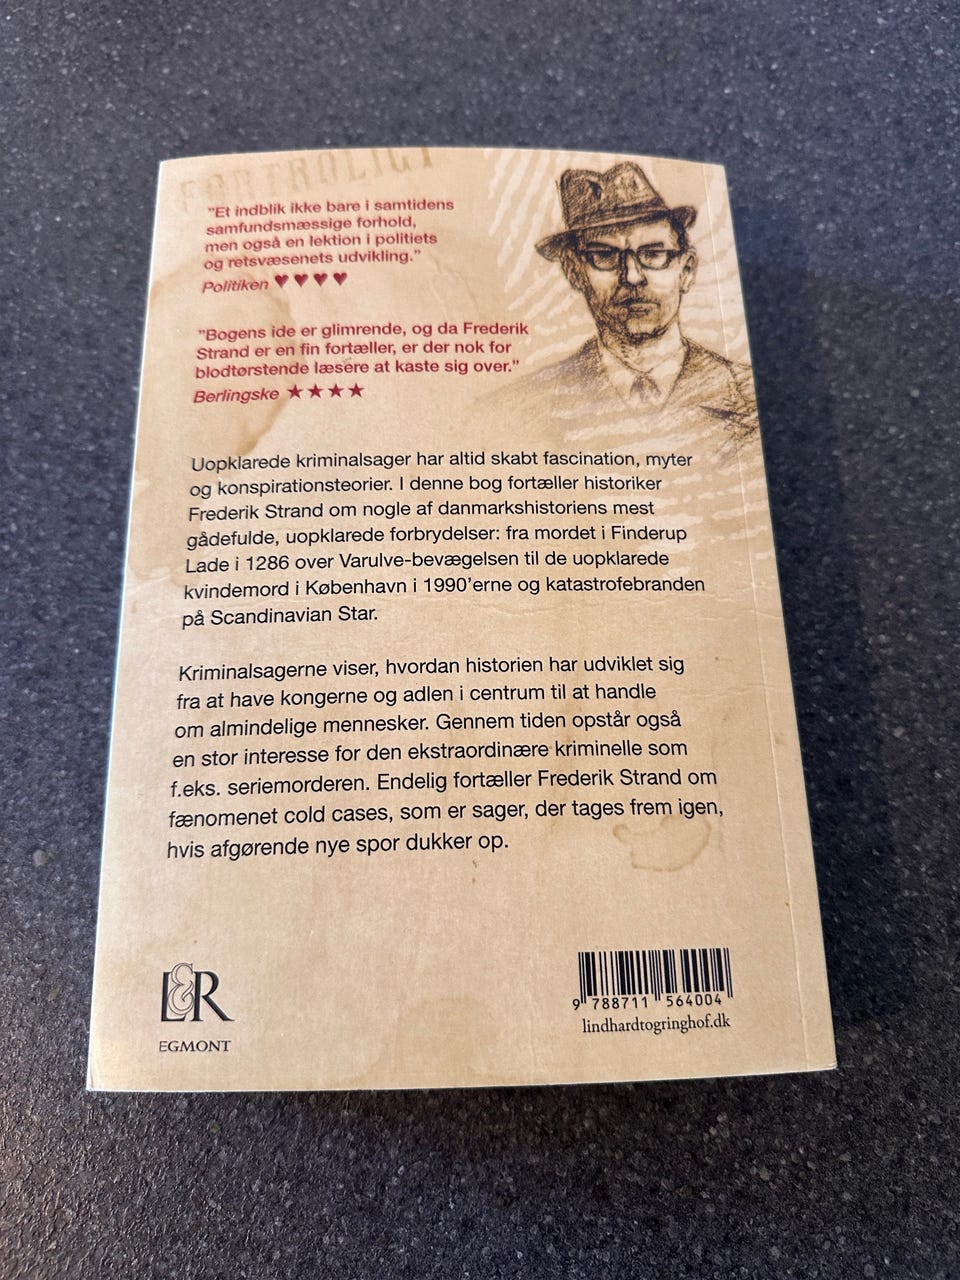 FORTROLIGT
"Et indblik ikke bare i samtidens
samfundsmæssige forhold,
men også en lektion i politiets
og retsvæsenets udvikling."
Politiken ♥♥♥♥
"Bogens ide er glimrende, og da Frederik
Strand er en fin fortæller, er der nok for
blodtørstende læsere at kaste sig over."
Berlingske ★★★★
Uopklarede kriminalsager har altid skabt fascination, myter
og konspirationsteorier. I denne bog fortæller historiker
Frederik Strand om nogle af danmarkshistoriens mest
gådefulde, uopklarede forbrydelser: fra mordet i Finderup
Lade i 1286 over Varulve-bevægelsen til de uopklarede
kvindemord i København i 1990'erne og katastrofebranden
på Scandinavian Star.
Kriminalsagerne viser, hvordan historien har udviklet sig
fra at have kongerne og adlen i centrum til at handle
om almindelige mennesker. Gennem tiden opstår også
en stor interesse for den ekstraordinære kriminelle som
f.eks. seriemorderen. Endelig fortæller Frederik Strand om
fænomenet cold cases, som er sager, der tages frem igen,
hvis afgørende nye spor dukker op.
L&R
EGMONT
9 788711 564004
lindhardtogringhof.dk